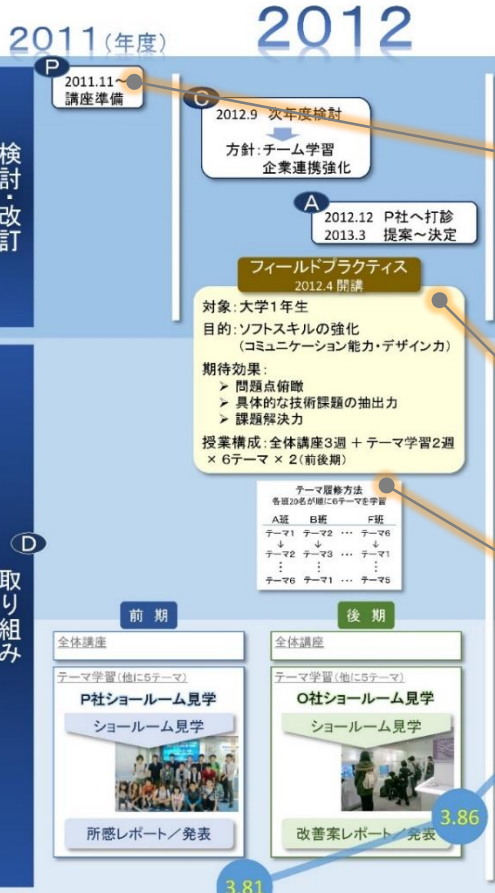 2011(年度)
2012
P
2011.11~
講座準備
C
2012.9 次年度検討
方針:チーム学習
企業連携強化
A
2012.12 P社へ打診
2013.3 提案~決定
検討・改訂
フィールドプラクティス
2012.4 開講
対象:大学1年生
目的:ソフトスキルの強化
(コミュニケーション能力・デザイン力)
期待効果:
➢ 問題点俯瞰
➢ 具体的な技術課題の抽出力
➢ 課題解決力
授業構成:全体講座3週 + テーマ学習2週
× 6テーマ × 2(前後期)
テーマ履修方法
各班20名が順に6テーマを学習
A班 B班 F班
テーマ1 テーマ2 … テーマ6
↓ ↓ ↓
テーマ2 テーマ3 … テーマ1
⋮ ⋮ ⋮
テーマ6 テーマ1 … テーマ5
D
取り組み
前 期
全体講座
テーマ学習(他に5テーマ)
P社ショールーム見学
ショールーム見学
所感レポート/発表
後 期
全体講座
テーマ学習(他に5テーマ)
O社ショールーム見学
ショールーム見学
改善案レポート/発表
3.81
3.86